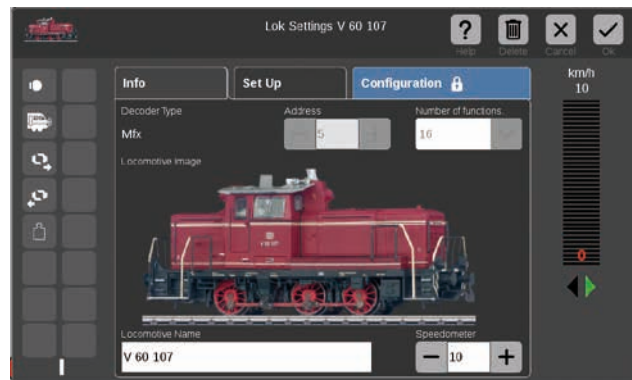 Lok Settings V 60 107
?
Help
Delete
Cancel
Ok
Info
Set Up
Configuration
km/h
10
Decoder Type
Address
Number of functions.
Mfx
5
16
Locomotive Image
0
Locomotive Name
Speedometer
V 60 107
10